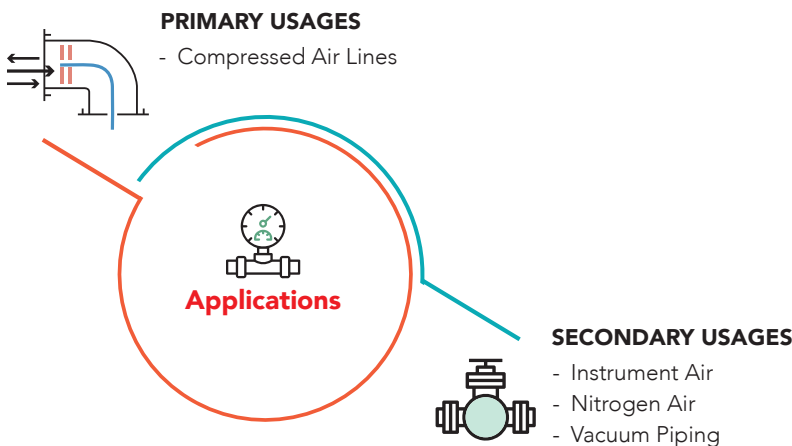 PRIMARY USAGES
- Compressed Air Lines
Applications
SECONDARY USAGES
- Instrument Air
- Nitrogen Air
- Vacuum Piping